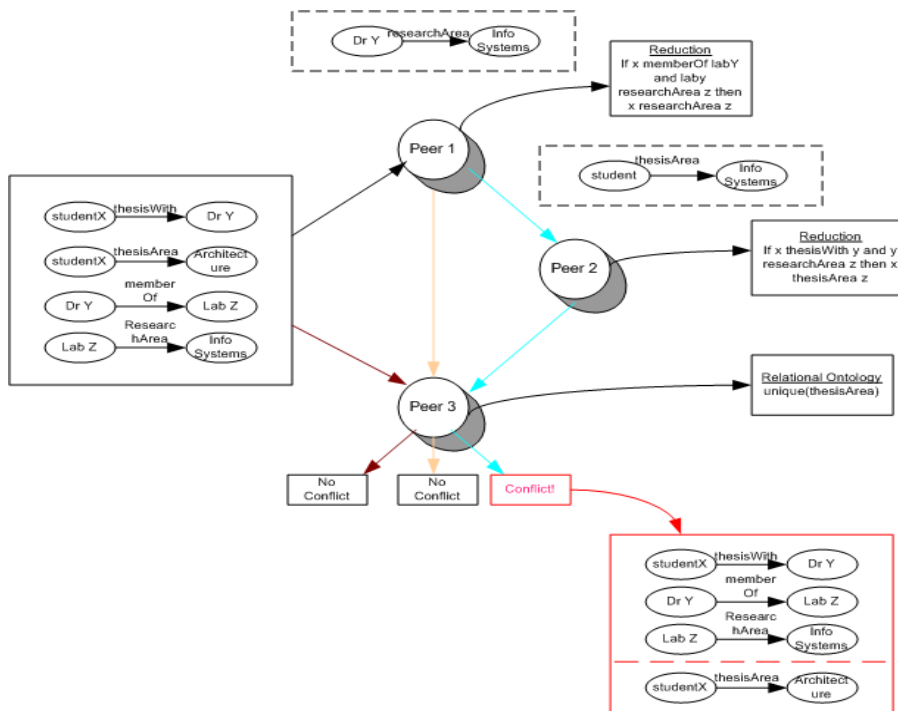 Dr Y
researchArea
Info
Systems
Reduction
If x memberOf labY
and laby
researchArea z then
x researchArea z
Peer 1
student
thesisArea
Info
Systems
studentX
thesisWith
Dr Y
studentX
thesisArea
Architect
ure
Dr Y
member
Of
Lab Z
Lab Z
Researc
hArea
Info
Systems
Peer 2
Reduction
If x thesisWith y and y
researchArea z then x
thesisArea z
Peer 3
Relational Ontology
unique(thesisArea)
No
Conflict
No
Conflict
Conflict!
studentX
thesisWith
Dr Y
Dr Y
member
Of
Lab Z
Lab Z
Researc
hArea
Info
Systems
studentX
thesisArea
Architect
ure